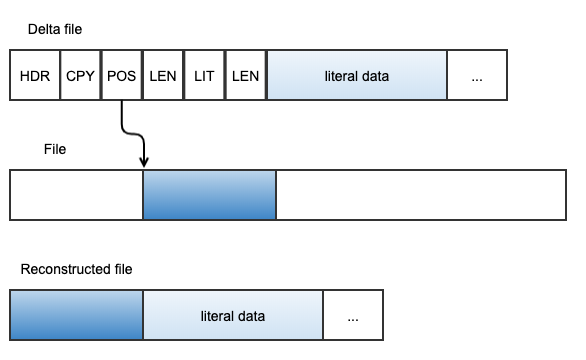 Delta file
HDR CPY POS LEN LIT LEN literal data ...
File
Reconstructed file
literal data ...